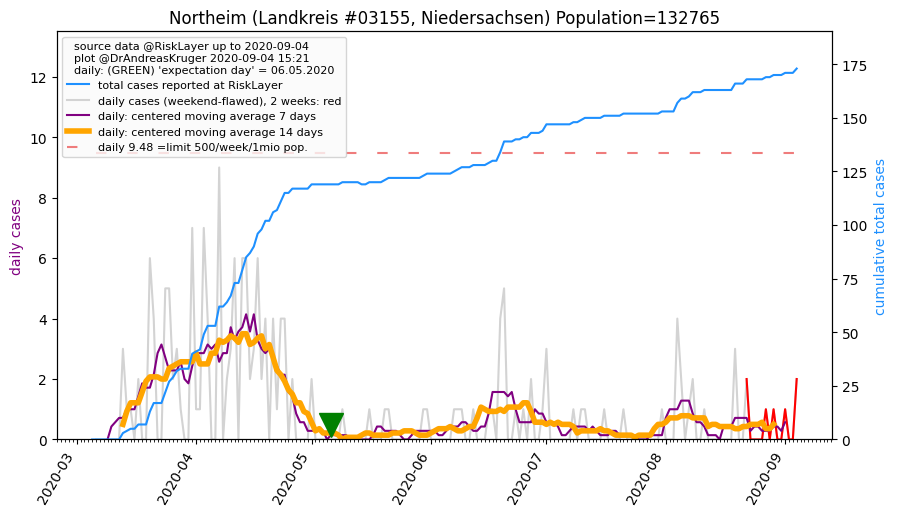 Northeim (Landkreis #03155, Niedersachsen) Population=132765
source data @RiskLayer up to 2020-09-04
plot @DrAndreasKruger 2020-09-04 15:21
daily: (GREEN) 'expectation day' = 06.05.2020
total cases reported at RiskLayer
daily cases (weekend-flawed), 2 weeks: red
daily: centered moving average 7 days
daily: centered moving average 14 days
daily 9.48 =limit 500/week/1mio pop.
daily cases
12
10
8
6
4
2
0
175
150
125
100
75
50
25
0
cumulative total cases
2020-03
2020-04
2020-05
2020-06
2020-07
2020-08
2020-09